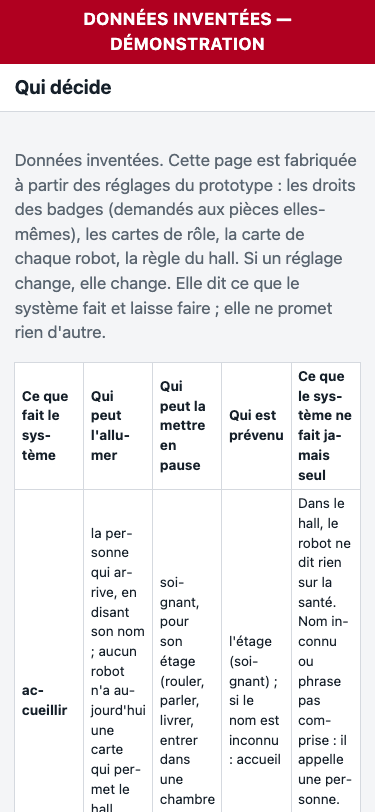 DONNÉES INVENTÉES —
DÉMONSTRATION
Qui décide
Données inventées. Cette page est fabriquée
à partir des réglages du prototype : les droits
des badges (demandés aux pièces elles-
mêmes), les cartes de rôle, la carte de
chaque robot, la règle du hall. Si un réglage
change, elle change. Elle dit ce que le
système fait et laisse faire ; elle ne promet
rien d'autre.
Ce que
fait le
sys-
tème
Qui
peut
l'allu-
mer
Qui
peut la
mettre
en
pause
Qui est
prévenu
Ce que
le sys-
tème ne
fait ja-
mais
seul
ac-
cueillir
la per-
sonne
qui ar-
rive, en
disant
son nom
; aucun
robot
n'a au-
jourd'hui
une
carte
qui per-
met le
hall
soi-
gnant,
pour
son
étage
(rouler,
parler,
livrer,
entrer
dans
une
chambre
l'étage
(soi-
gnant) ;
si le
nom est
inconnu
: accueil
Dans le
hall, le
robot ne
dit rien
sur la
santé.
Nom in-
connu
ou
phrase
pas
com-
prise : il
appelle
une per-
sonne.